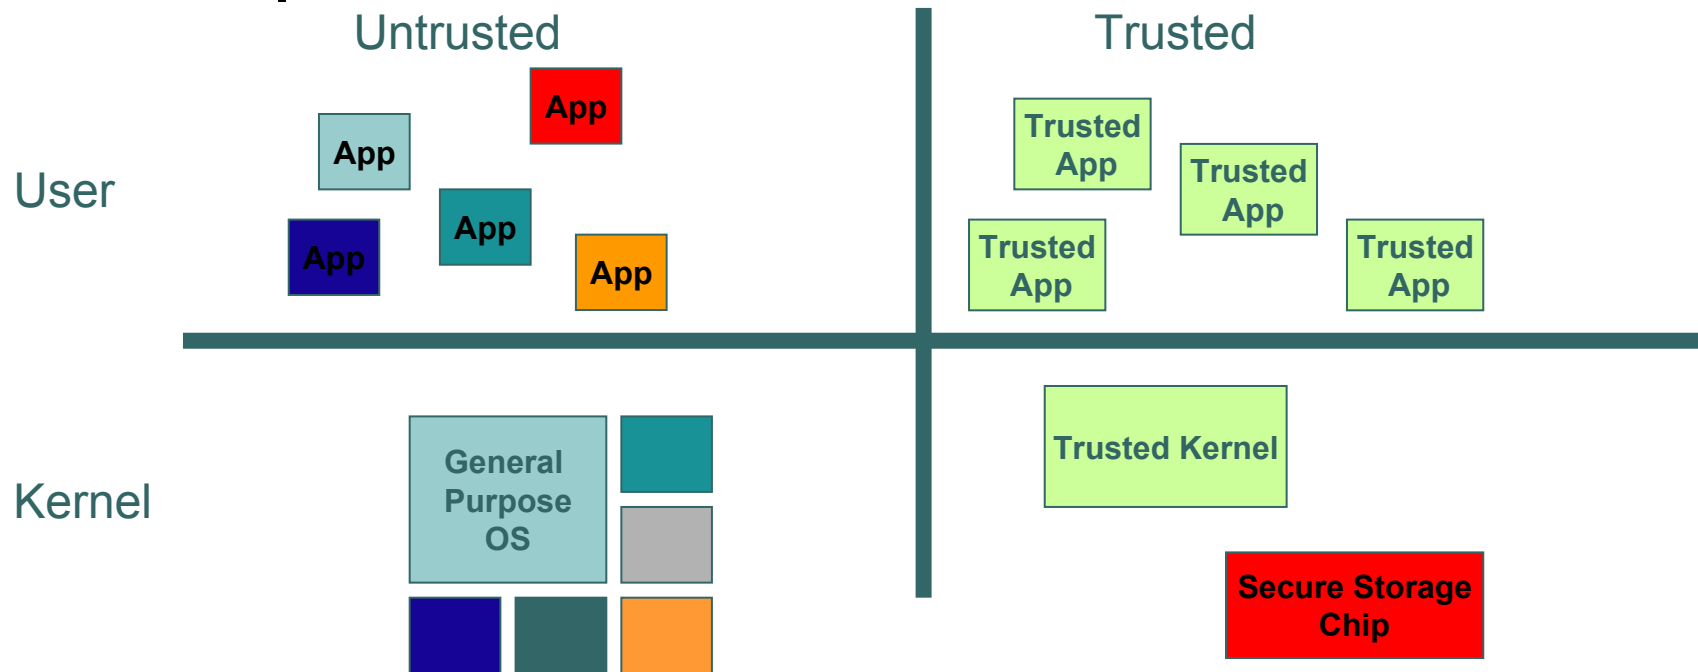 Untrusted
Trusted
User
App
App
App
App
App
Trusted
App
Trusted
App
Trusted
App
Trusted
App
Kernel
General
Purpose
OS
Trusted Kernel
Secure Storage
Chip